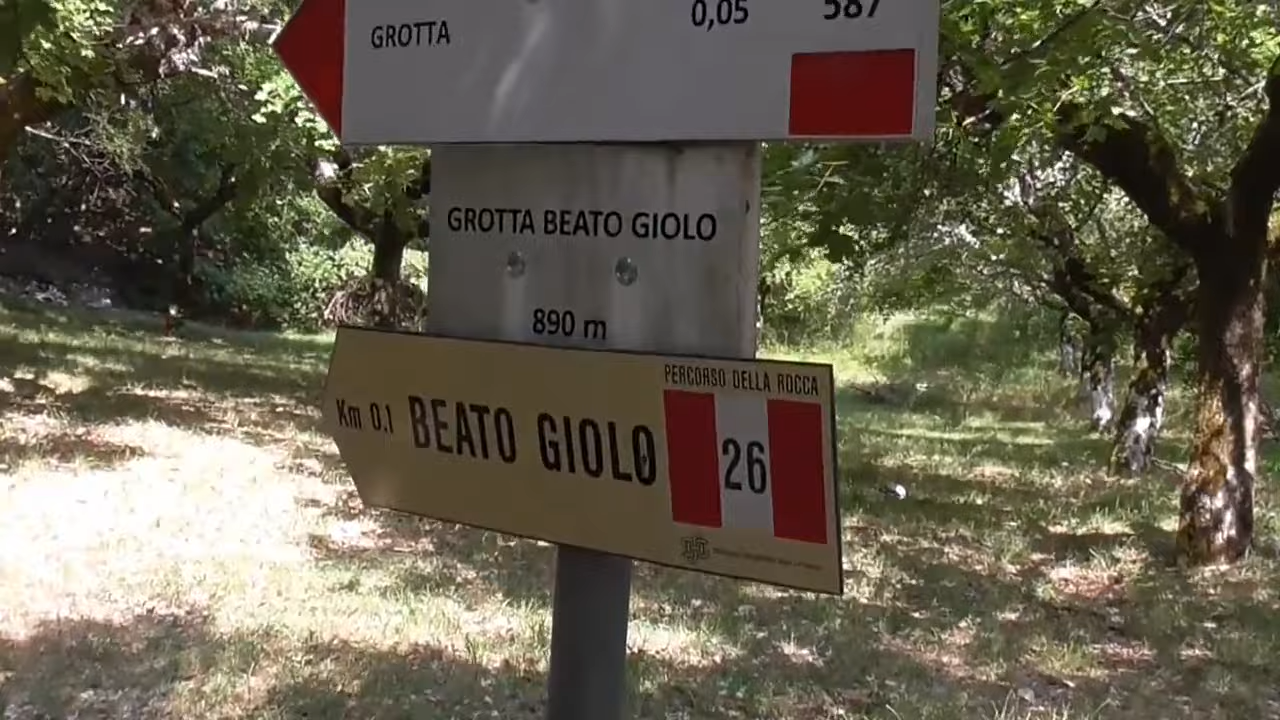 GROTTA 0,05 587
GROTTA BEATO GIOLO
890 m
PERCORSO DELLA ROCCA
Km 0.1 BEATO GIOLO 26